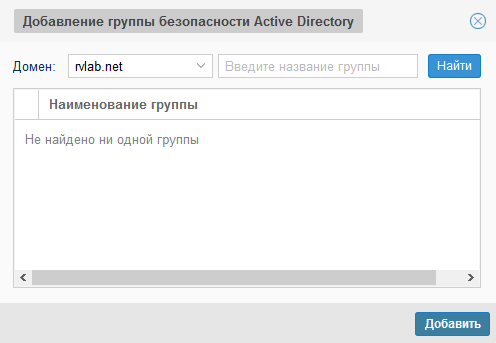 Добавление группы безопасности Active Directory
Домен: rvlab.net Введите название группы Найти
Наименование группы
Не найдено ни одной группы
Добавить